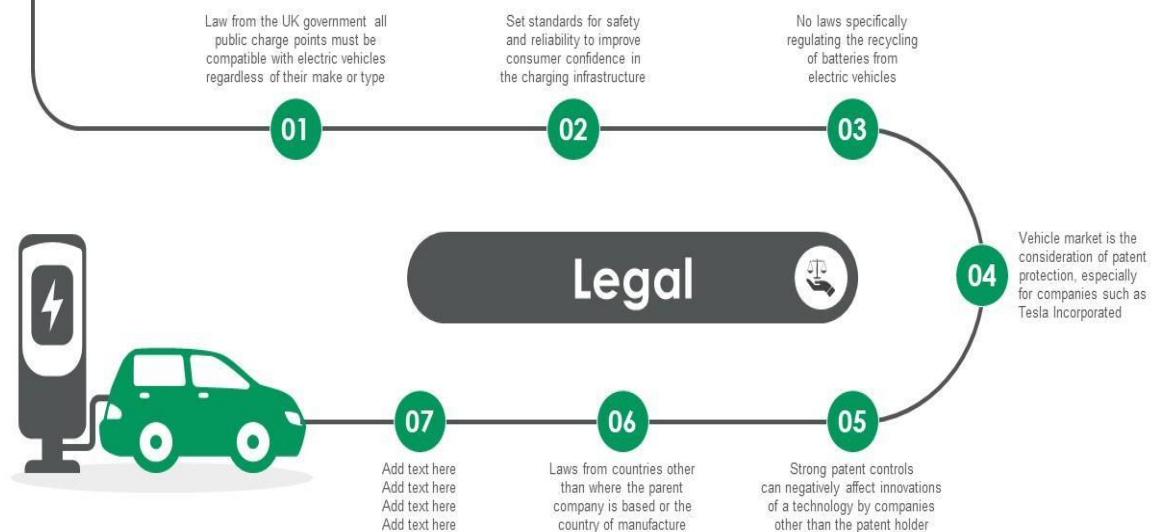 Law from the UK government all
public charge points must be
compatible with electric vehicles
regardless of their make or type
01
Set standards for safety
and reliability to improve
consumer confidence in
the charging infrastructure
02
No laws specifically
regulating the recycling
of batteries from
electric vehicles
03
Legal
04
Vehicle market is the
consideration of patent
protection, especially
for companies such as
Tesla Incorporated
07
Add text here
Add text here
Add text here
Add text here
06
Laws from countries other
than where the parent
company is based or the
country of manufacture
05
Strong patent controls
can negatively affect innovations
of a technology by companies
other than the patent holder